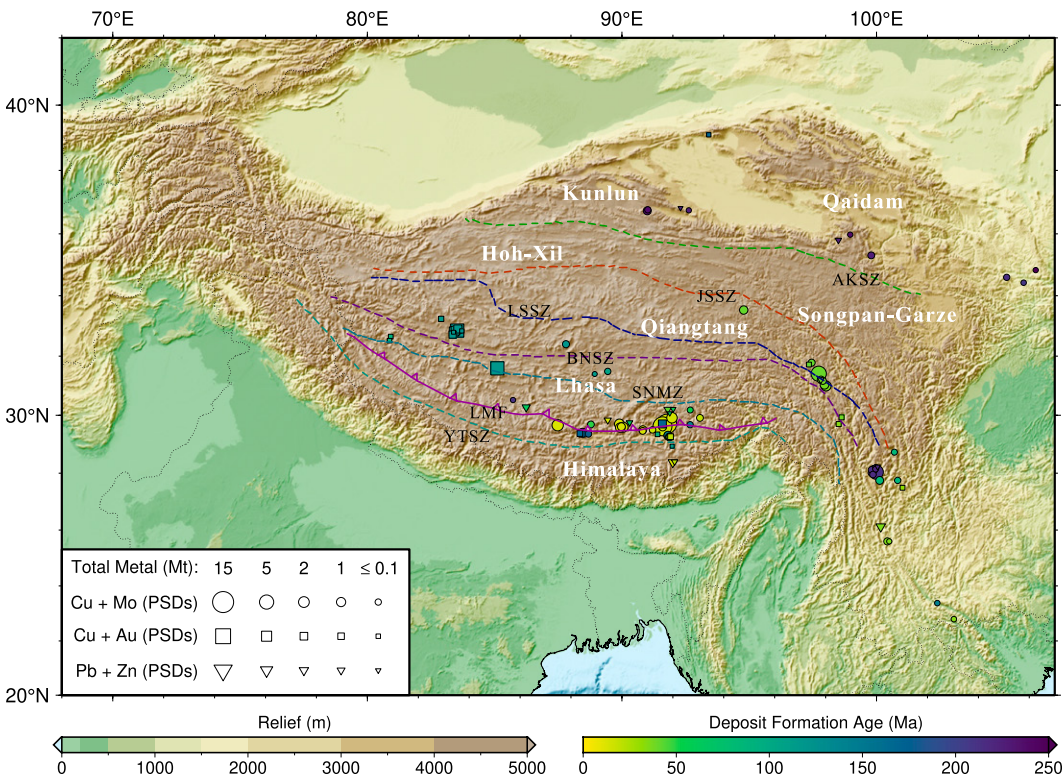 70°E 80°E 90°E 100°E
40°N
Kunlun
Qaidam
Hoh-Xil
AKSZ
JSSZ
LSSZ
Songpan-Garze
Qiangtang
BNSZ
Lhasa
SNMZ
30°N
LMF
YTSZ
Himalaya
Total Metal (Mt): 15 5 2 1 ≤ 0.1
Cu + Mo (PSDs)
Cu + Au (PSDs)
Pb + Zn (PSDs)
20°N
Relief (m) Deposit Formation Age (Ma)
0 1000 2000 3000 4000 5000 0 50 100 150 200 250